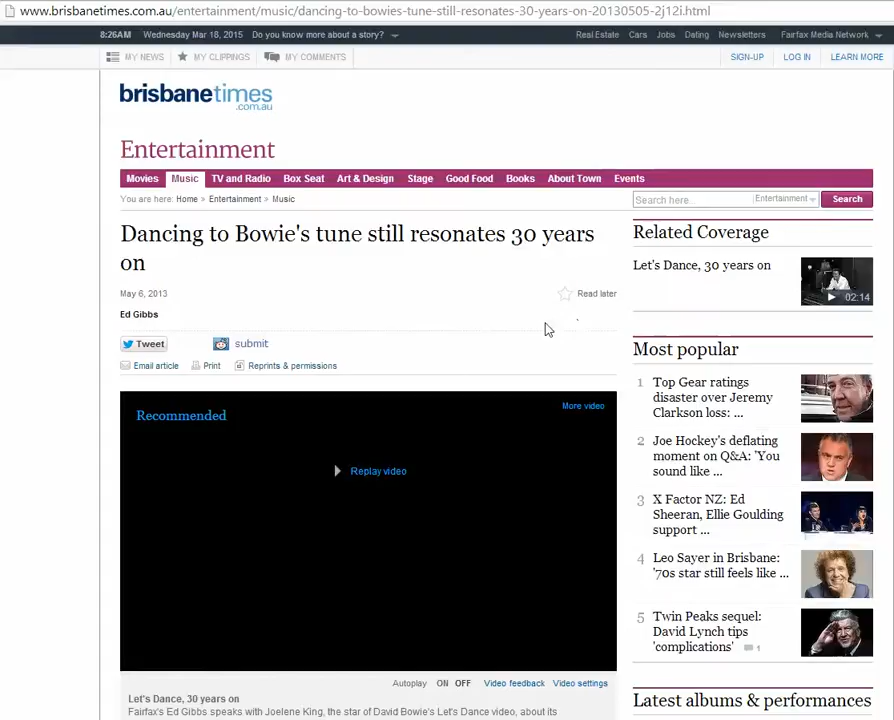 www.brisbanetimes.com.au/entertainment/music/dancing-to-bowies-tune-still-resonates-30-years-on-20130505-2j12i.html
8:26AM Wednesday Mar 18, 2015 Do you know more about a story?
Real Estate Cars Jobs Dating Newsletters Fairfax Media Network
MY NEWS MY CLIPPINGS MY COMMENTS
SIGN-UP LOG IN LEARN MORE
brisbanetimes
.com.au
Entertainment
Movies Music TV and Radio Box Seat Art & Design Stage Good Food Books About Town Events
You are here: Home > Entertainment > Music
Search here... Entertainment Search
Dancing to Bowie's tune still resonates 30 years
on
May 6, 2013
Read later
Ed Gibbs
Tweet submit
Email article Print Reprints & permissions
Recommended
More video
Replay video
Autoplay ON OFF Video feedback Video settings
Let's Dance, 30 years on
Fairfax's Ed Gibbs speaks with Joelene King, the star of David Bowie's Let's Dance video, about its
Related Coverage
Let's Dance, 30 years on
02:14
Most popular
1 Top Gear ratings
disaster over Jeremy
Clarkson loss: ...
2 Joe Hockey's deflating
moment on Q&A: 'You
sound like ...
3 X Factor NZ: Ed
Sheeran, Ellie Goulding
support ...
4 Leo Sayer in Brisbane:
'70s star still feels like ...
5 Twin Peaks sequel:
David Lynch tips
'complications' 1
Latest albums & performances